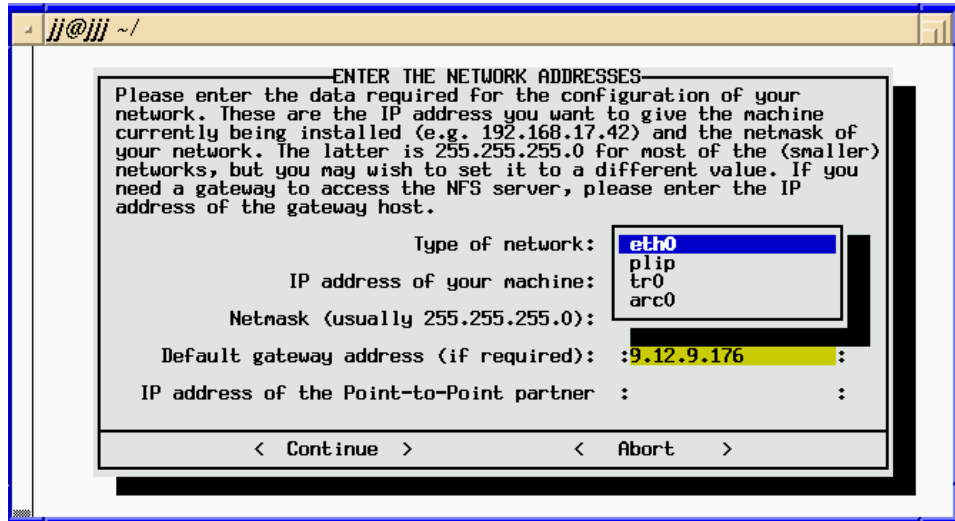 jj@jjj ~/
ENTER THE NETWORK ADDRESSES
Please enter the data required for the configuration of your
network. These are the IP address you want to give the machine
currently being installed (e.g. 192.168.17.42) and the netmask of
your network. The latter is 255.255.255.0 for most of the (smaller)
networks, but you may wish to set it to a different value. If you
need a gateway to access the NFS server, please enter the IP
address of the gateway host.
Type of network:
eth0
plip
tr0
arc0
IP address of your machine:
Netmask (usually 255.255.255.0):
Default gateway address (if required): :9.12.9.176 :
IP address of the Point-to-Point partner : :
< Continue > < Abort >